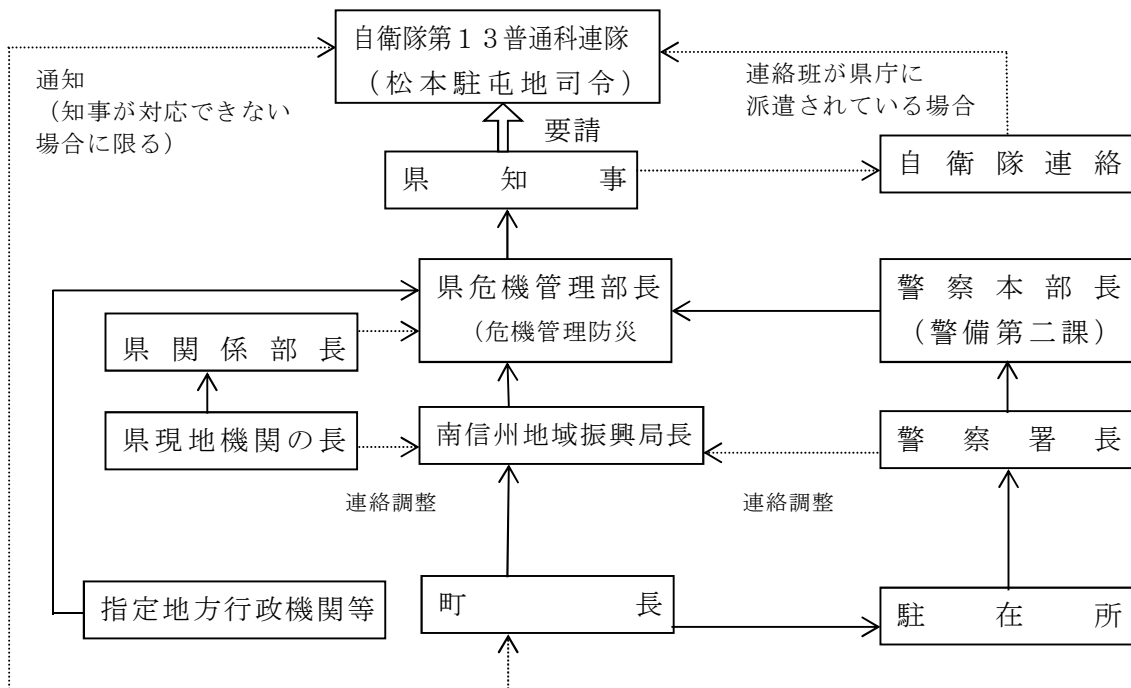 自衛隊第１３普通科連隊
（松本駐屯地司令）
通知
（知事が対応できない
場合に限る）
連絡班が県庁に
派遣されている場合
要請
県知事
自衛隊連絡
県危機管理部長
（危機管理防災
警察本部長
（警備第二課）
県関係部長
県現地機関の長
南信州地域振興局長
警察署長
連絡調整
連絡調整
指定地方行政機関等
町長
駐在所